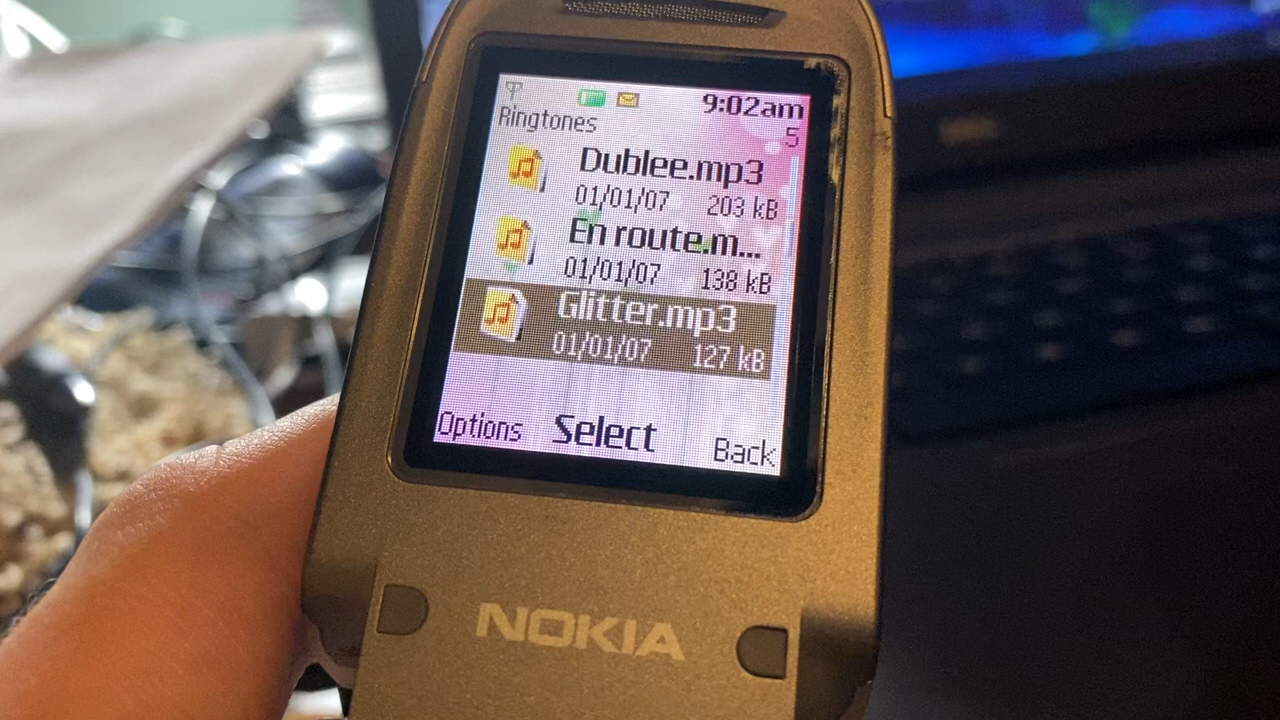 9:02am
Ringtones
5
Dublee.mp3
01/01/07 203 kB
En route.m...
01/01/07 138 kB
Glitter.mp3
01/01/07 127 kB
Options Select Back
NOKIA